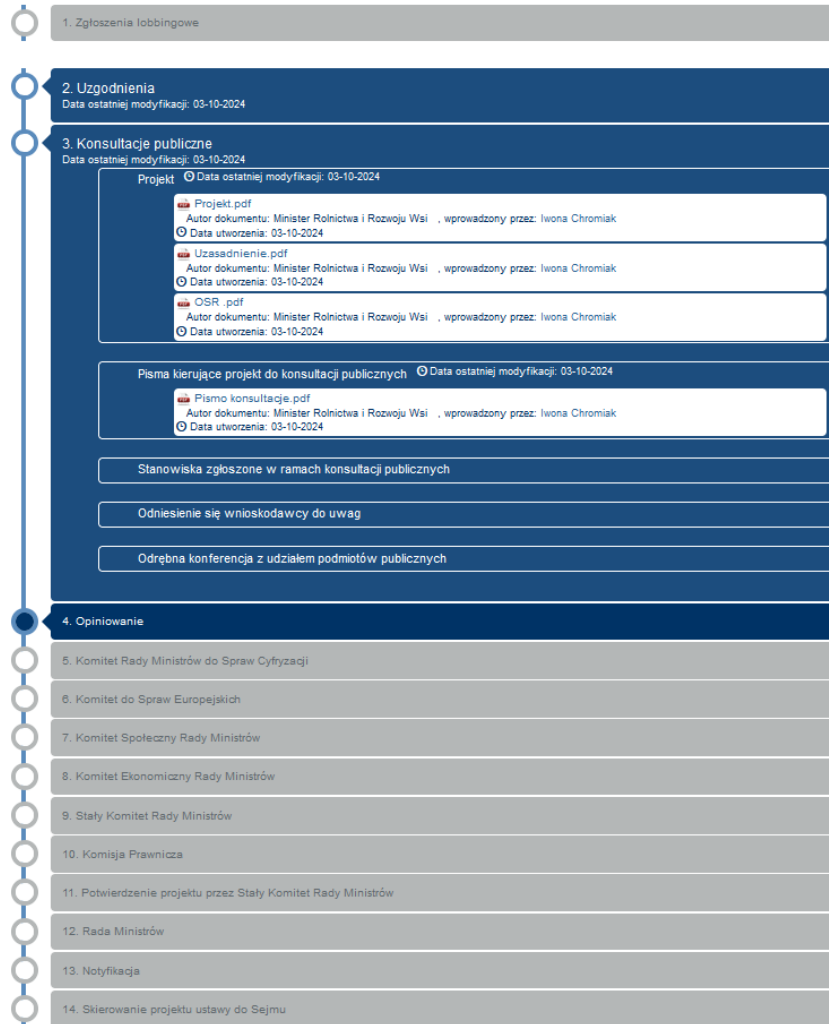 1. Zgłoszenia lobbingowe
2. Uzgodnienia
Data ostatniej modyfikacji: 03-10-2024
3. Konsultacje publiczne
Data ostatniej modyfikacji: 03-10-2024
Projekt Data ostatniej modyfikacji: 03-10-2024
Projekt.pdf
Autor dokumentu: Minister Rolnictwa i Rozwoju Wsi , wprowadzony przez: Iwona Chromiak
Data utworzenia: 03-10-2024
Uzasadnienie.pdf
Autor dokumentu: Minister Rolnictwa i Rozwoju Wsi , wprowadzony przez: Iwona Chromiak
Data utworzenia: 03-10-2024
OSR .pdf
Autor dokumentu: Minister Rolnictwa i Rozwoju Wsi , wprowadzony przez: Iwona Chromiak
Data utworzenia: 03-10-2024
Pisma kierujące projekt do konsultacji publicznych Data ostatniej modyfikacji: 03-10-2024
Pismo konsultacje.pdf
Autor dokumentu: Minister Rolnictwa i Rozwoju Wsi , wprowadzony przez: Iwona Chromiak
Data utworzenia: 03-10-2024
Stanowiska zgłoszone w ramach konsultacji publicznych
Odniesienie się wnioskodawcy do uwag
Odrębna konferencja z udziałem podmiotów publicznych
4. Opiniowanie
5. Komitet Rady Ministrów do Spraw Cyfryzacji
6. Komitet do Spraw Europejskich
7. Komitet Społeczny Rady Ministrów
8. Komitet Ekonomiczny Rady Ministrów
9. Stały Komitet Rady Ministrów
10. Komisja Prawnicza
11. Potwierdzenie projektu przez Stały Komitet Rady Ministrów
12. Rada Ministrów
13. Notyfikacja
14. Skierowanie projektu ustawy do Sejmu